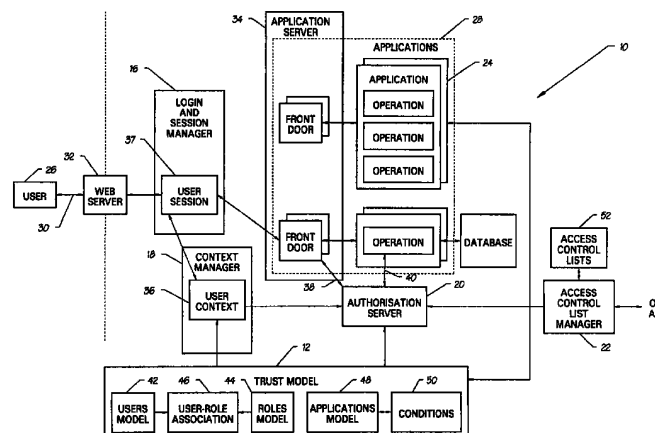 34
APPLICATION
SERVER
28
APPLICATIONS
10
16
24
LOGIN
AND
SESSION
MANAGER
APPLICATION
OPERATION
OPERATION
OPERATION
FRONT
DOOR
37
32
26
USER
WEB
SERVER
USER
SESSION
30
FRONT
DOOR
OPERATION
DATABASE
52
ACCESS
CONTROL
LISTS
18
CONTEXT
MANAGER
38
40
20
36
USER
CONTEXT
AUTHORISATION
SERVER
ACCESS
CONTROL
LIST
MANAGER
22
O
A
12
TRUST MODEL
42
46
44
48
50
USERS
MODEL
USER-ROLE
ASSOCIATION
ROLES
MODEL
APPLICATIONS
MODEL
CONDITIONS